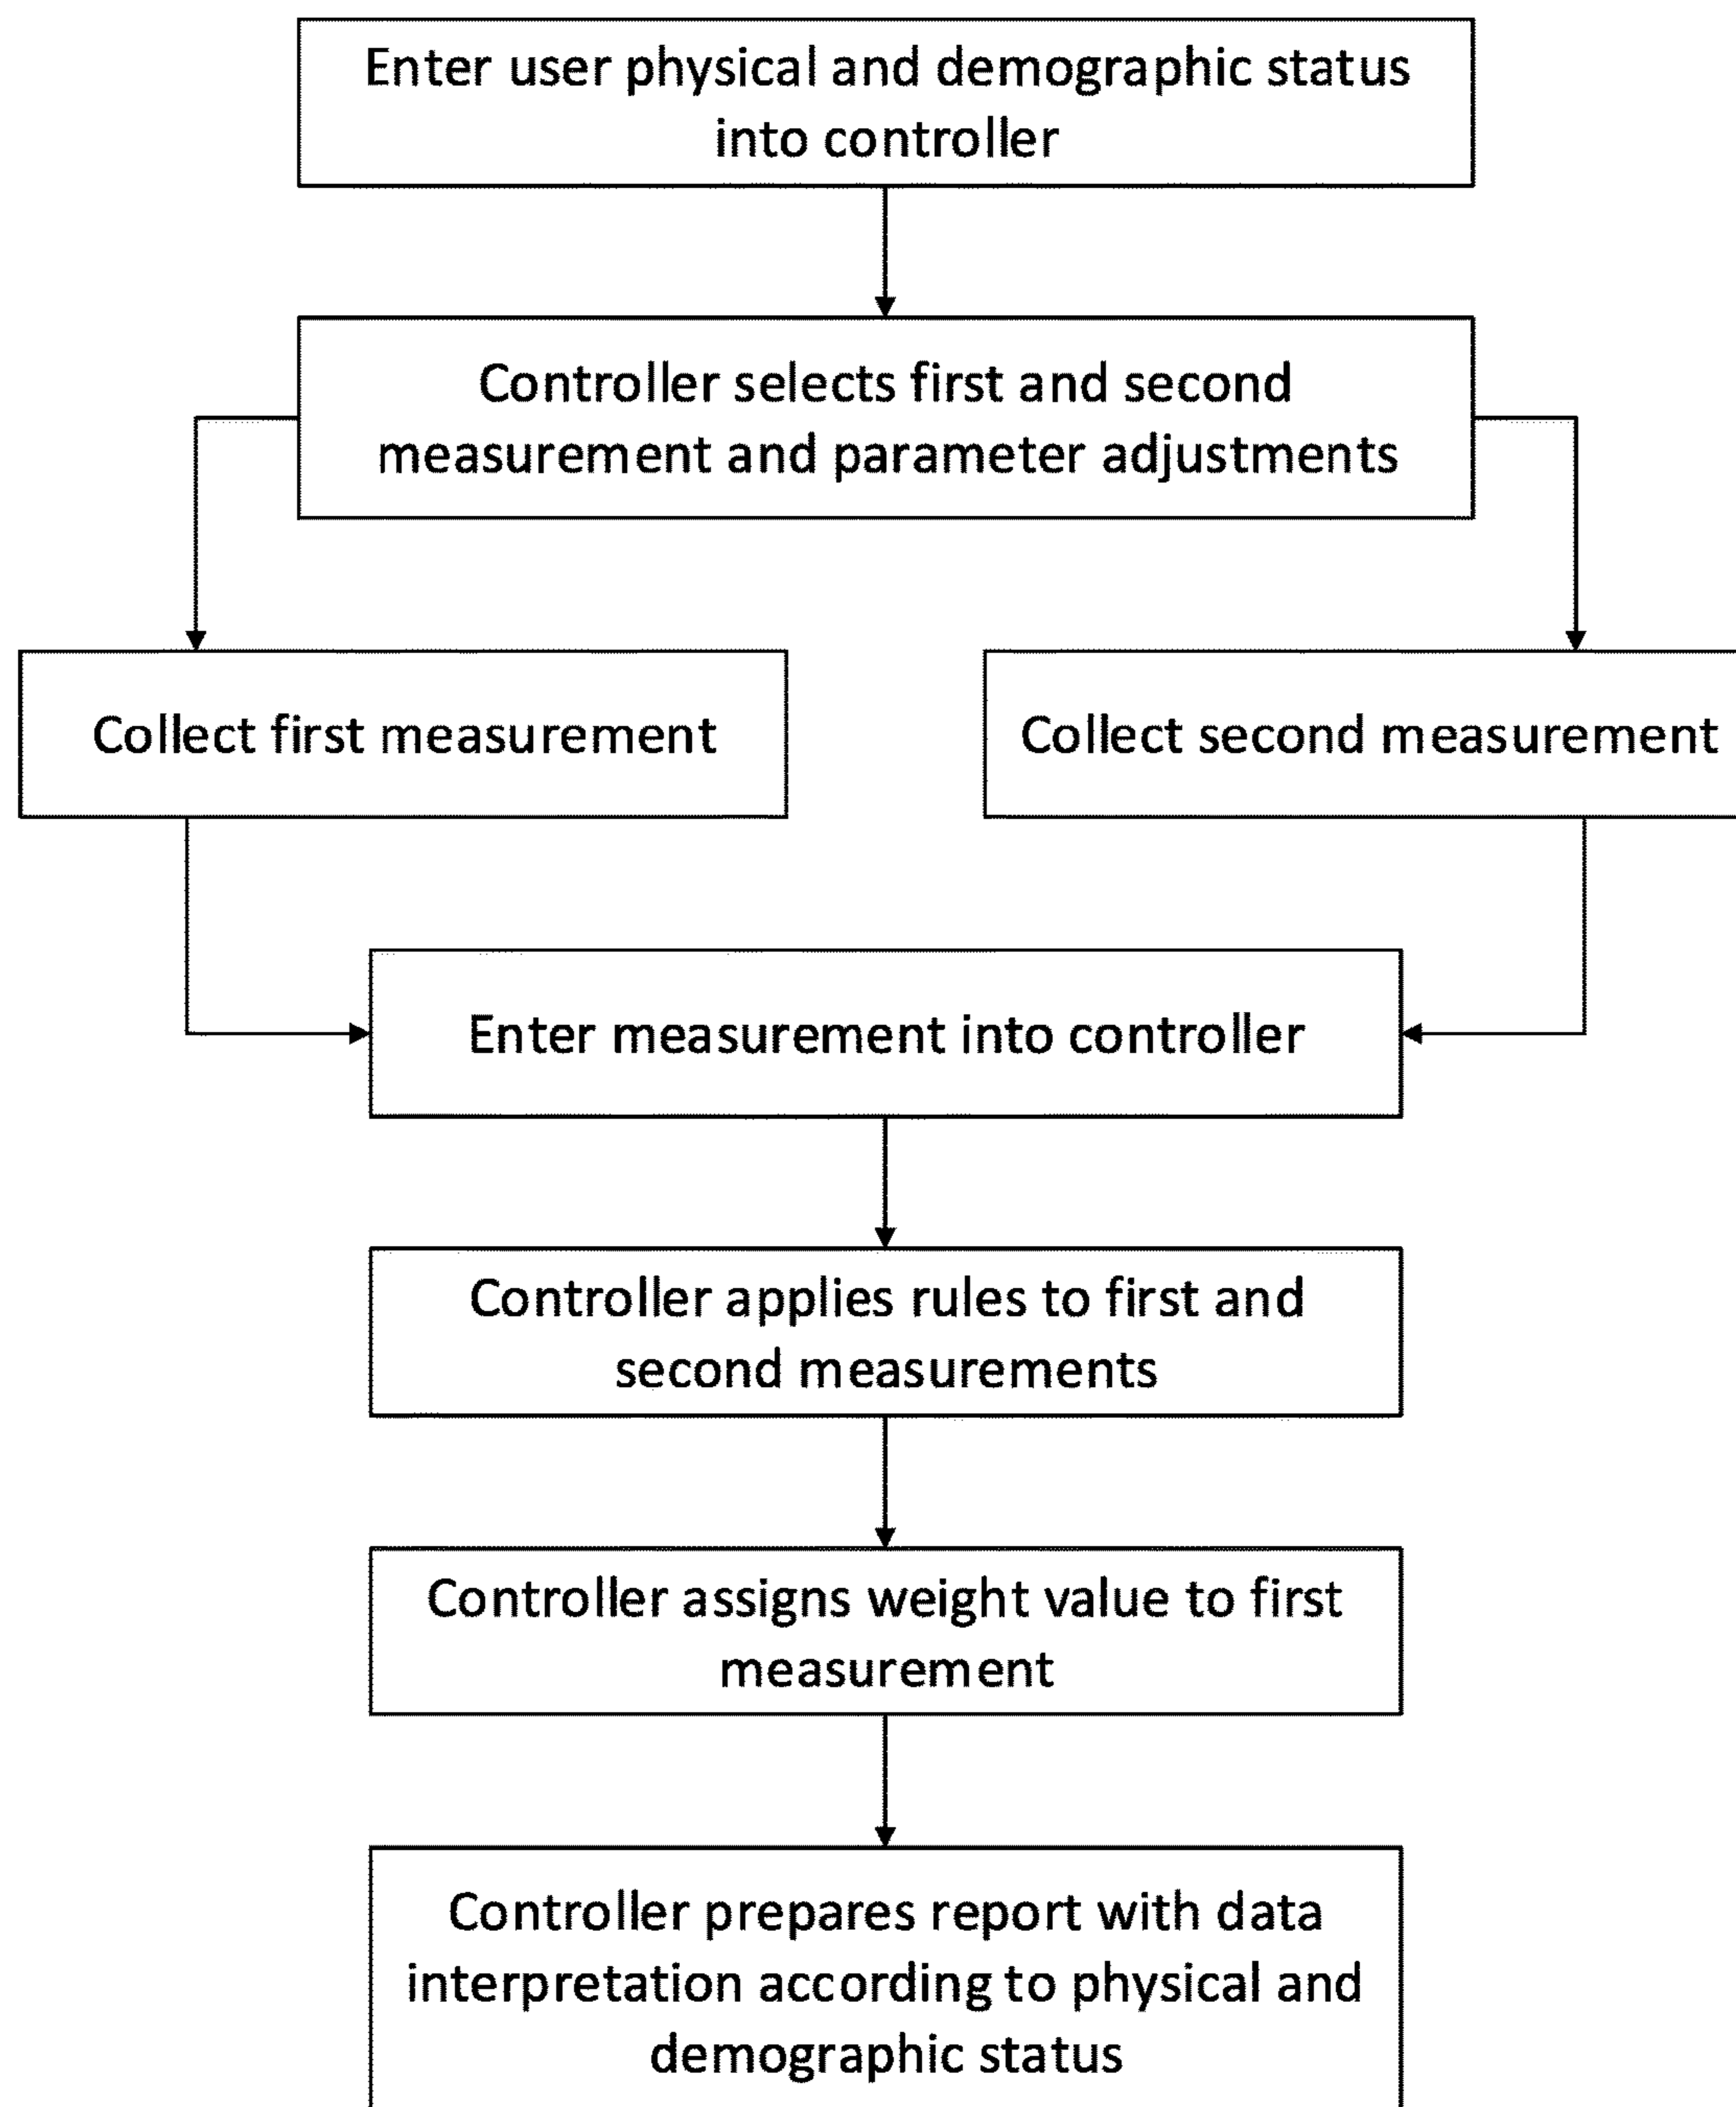 Enter user physical and demographic status
into controller
Controller selects first and second
measurement and parameter adjustments
Collect first measurement
Collect second measurement
Enter measurement into controller
Controller applies rules to first and
second measurements
Controller assigns weight value to first
measurement
Controller prepares report with data
interpretation according to physical and
demographic status